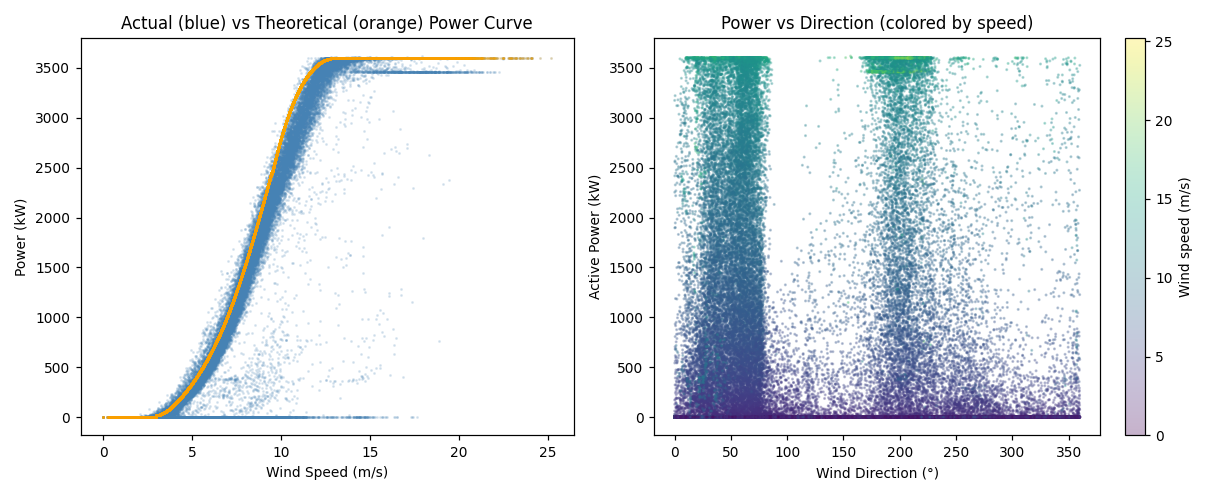 Actual (blue) vs Theoretical (orange) Power Curve
Power (kW)
3500
3000
2500
2000
1500
1000
500
0
0 5 10 15 20 25
Wind Speed (m/s)
Power vs Direction (colored by speed)
Active Power (kW)
3500
3000
2500
2000
1500
1000
500
0
0 50 100 150 200 250 300 350
Wind Direction (°)
25
20
15
10
5
0
Wind speed (m/s)